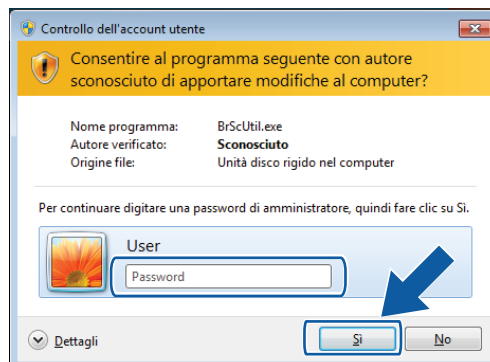 Controllo dell'account utente
Consentire al programma seguente con autore
sconosciuto di apportare modifiche al computer?
Nome programma: BrScUtil.exe
Autore verificato: Sconosciuto
Origine file: Unità disco rigido nel computer
Per continuare digitare una password di amministratore, quindi fare clic su Sì.
User
Password
Dettagli
Sì No